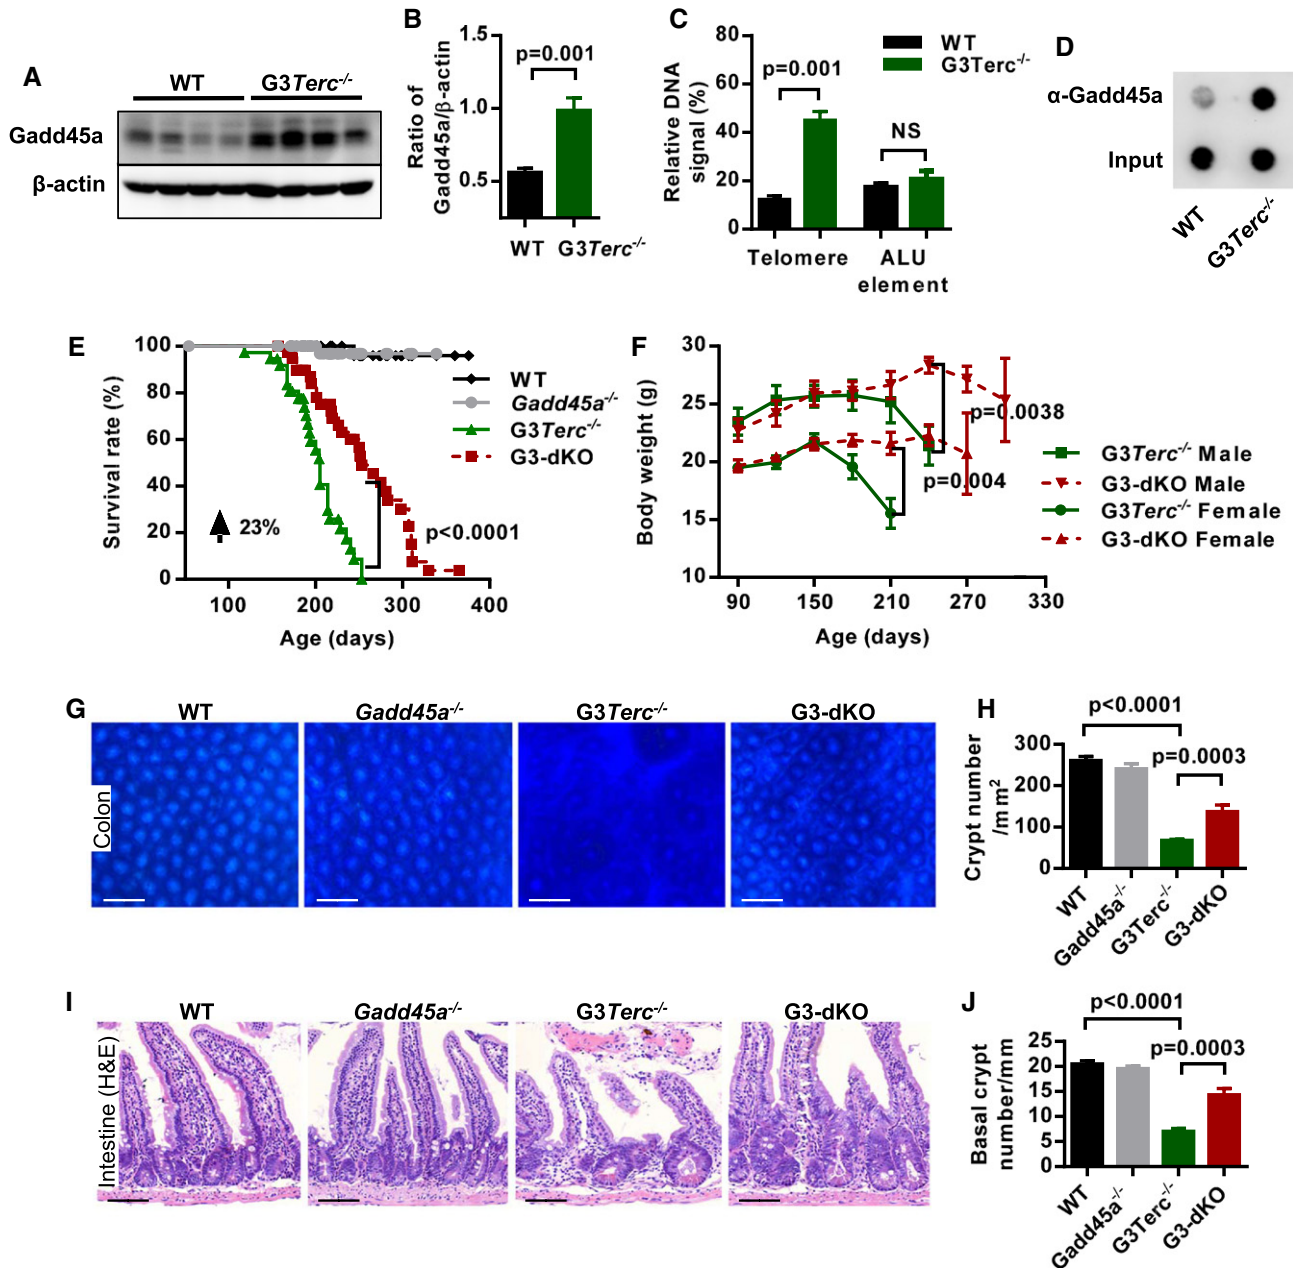 A
WT
G3Terc-/-
Gadd45a
β-actin
B
Ratio of
Gadd45a/β-actin
1.5
1.0
0.5
p=0.001
WT
G3Terc-/-
C
Relative DNA
signal (%)
80
60
40
20
0
p=0.001
NS
WT
G3Terc-/-
Telomere
ALU
element
D
α-Gadd45a
Input
WT
G3Terc-/-
E
Survival rate (%)
100
80
60
40
20
0
23%
p<0.0001
WT
Gadd45a-/-
G3Terc-/-
G3-dKO
100
200
300
400
Age (days)
F
Body weight (g)
30
25
20
15
10
p=0.0038
p=0.004
90
150
210
270
330
Age (days)
G3Terc-/- Male
G3-dKO Male
G3Terc-/- Female
G3-dKO Female
G
WT
Gadd45a-/-
G3Terc-/-
G3-dKO
Colon
H
p<0.0001
p=0.0003
Crypt number
/mm2
300
200
100
0
WT
Gadd45a-/-
G3Terc-/-
G3-dKO
I
WT
Gadd45a-/-
G3Terc-/-
G3-dKO
Intestine (H&E)
J
p<0.0001
p=0.0003
Basal crypt
number/mm
25
20
15
10
5
0
WT
Gadd45a-/-
G3Terc-/-
G3-dKO